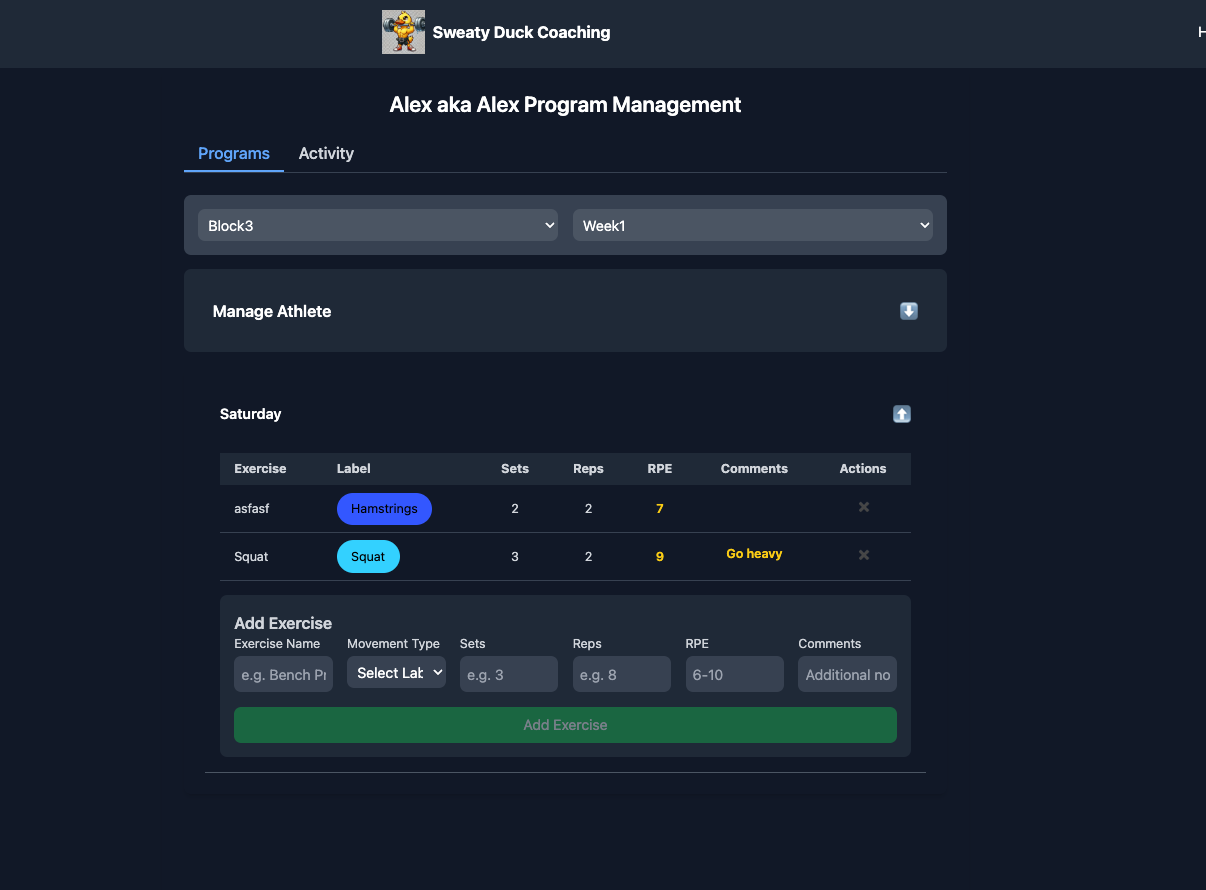 Sweaty Duck Coaching
H
Alex aka Alex Program Management
Programs Activity
Block3 Week1
Manage Athlete
Saturday
Exercise Label Sets Reps RPE Comments Actions
asfasf Hamstrings 2 2 7
Squat Squat 3 2 9 Go heavy
Add Exercise
Exercise Name Movement Type Sets Reps RPE Comments
e.g. Bench Pr Select Lab e.g. 3 e.g. 8 6-10 Additional no
Add Exercise